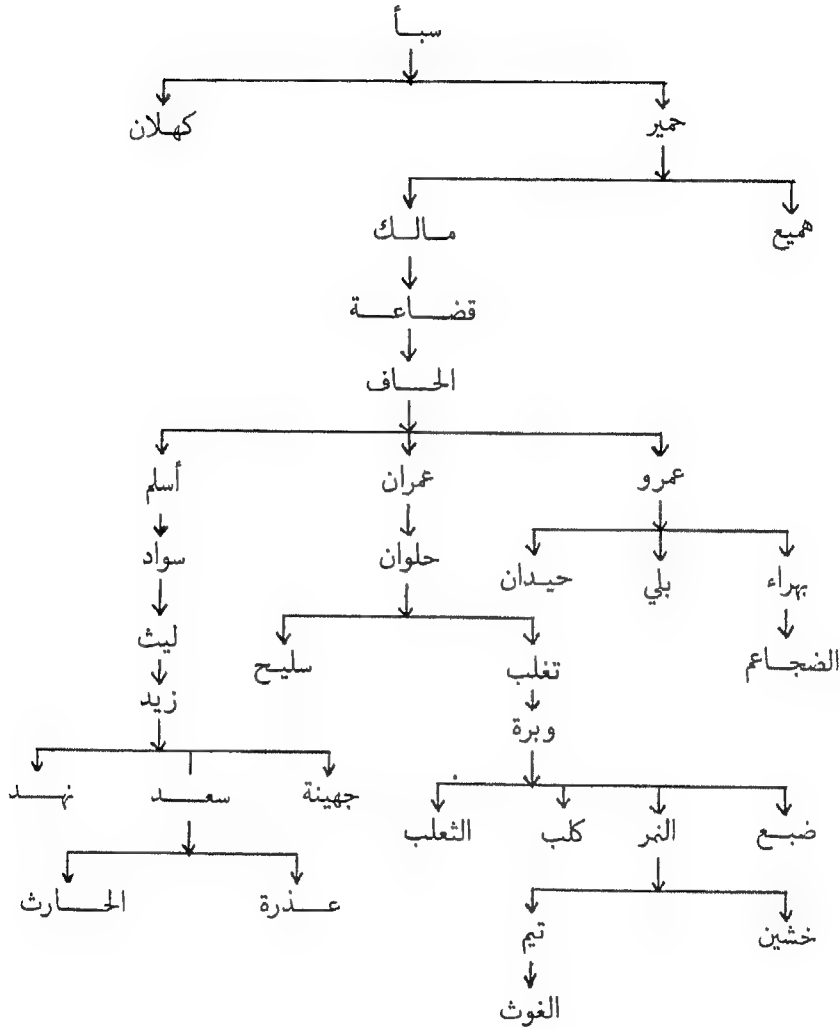 سبأ
حمير كهلان
هميع مالك
قضاعة
الحاف
عمرو عمران أسلم
بهراء بلي حيدان حلوان سواد
الضجاعم تغلب سليح ليث
وبرة زيد
جهينة سعد نهد
ضبع النمر كلب الثعلب
عذرة الحارث
خشين تيم
الغوث